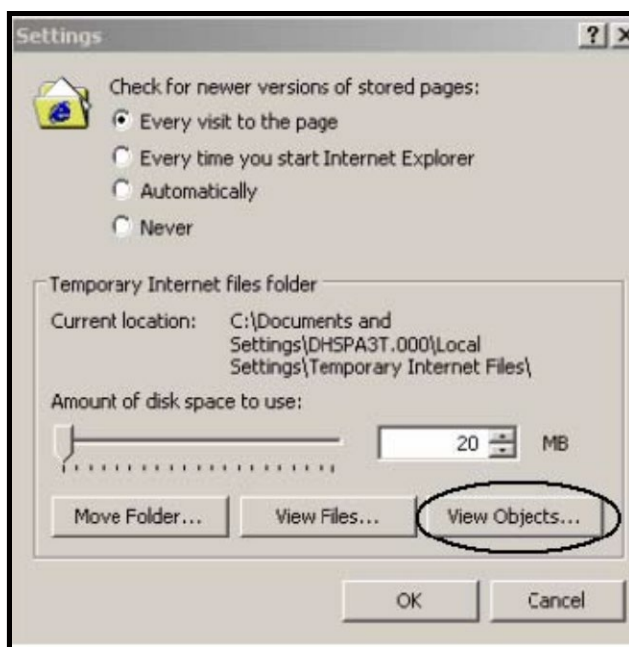 Settings
Check for newer versions of stored pages:
Every visit to the page
Every time you start Internet Explorer
Automatically
Never
Temporary Internet files folder
Current location: C:\Documents and
Settings\DHSPA3T.000\Local
Settings\Temporary Internet Files\
Amount of disk space to use:
20 MB
Move Folder... View Files... View Objects...
OK Cancel